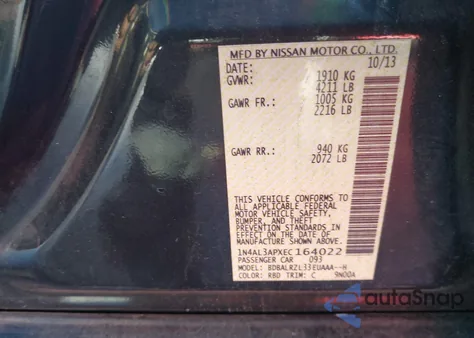 MFD BY NISSAN MOTOR CO., LTD.
DATE: 10/13
GVWR: 1910 KG
4211 LB
GAWR FR.: 1005 KG
2216 LB
GAWR RR.: 940 KG
2072 LB
THIS VEHICLE CONFORMS TO
ALL APPLICABLE FEDERAL
MOTOR VEHICLE SAFETY,
BUMPER, AND THEFT
PREVENTION STANDARDS IN
EFFECT ON THE DATE OF
MANUFACTURE SHOWN ABOVE.
1N4AL3APXEC164022
PASSENGER CAR 093
MODEL: BDBALRZL33EUAAA--H
COLOR: RBD TRIM: C 9N00A
autoSnap